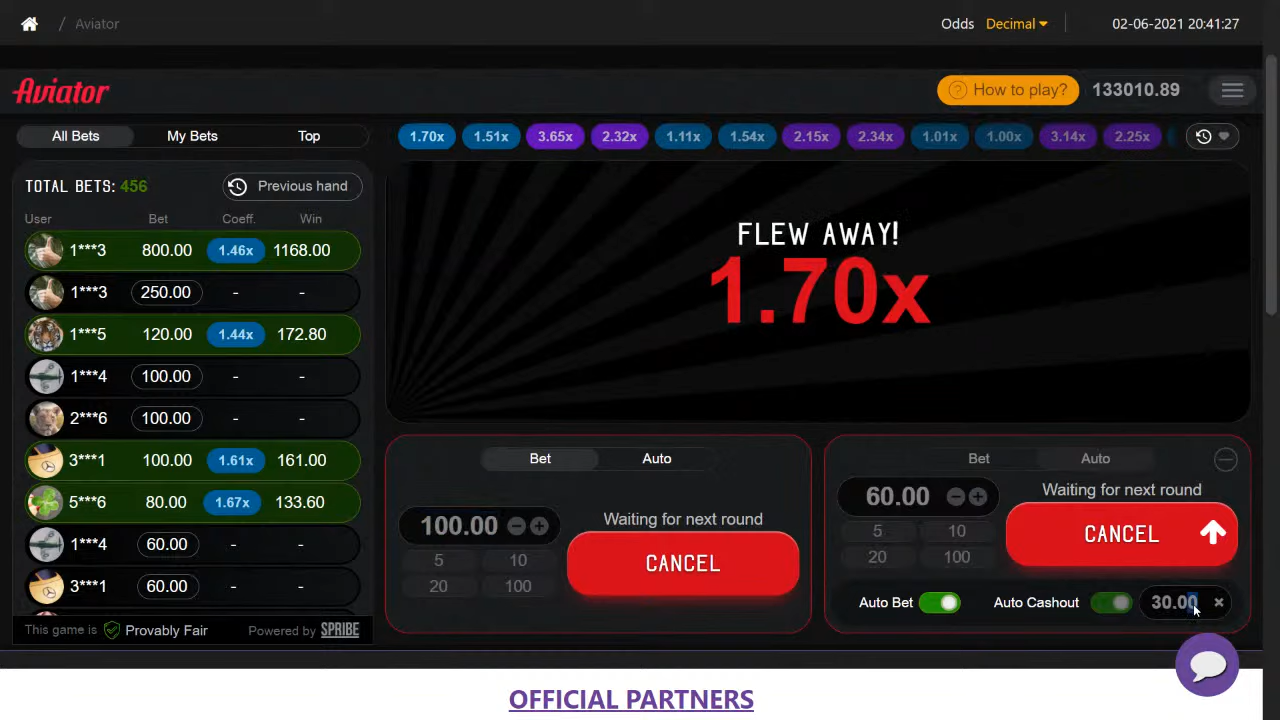 / Aviator
Odds Decimal 02-06-2021 20:41:27
Aviator
? How to play? 133010.89
All Bets My Bets Top
1.70x 1.51x 3.65x 2.32x 1.11x 1.54x 2.15x 2.34x 1.01x 1.00x 3.14x 2.25x
TOTAL BETS: 456 Previous hand
User Bet Coeff. Win
1***3 800.00 1.46x 1168.00
1***3 250.00 - -
1***5 120.00 1.44x 172.80
1***4 100.00 - -
2***6 100.00 - -
3***1 100.00 1.61x 161.00
5***6 80.00 1.67x 133.60
1***4 60.00 - -
3***1 60.00 - -
This game is Provably Fair Powered by SPRIBE
FLEW AWAY!
1.70x
Bet Auto
100.00
5 10
20 100
Waiting for next round
CANCEL
Bet Auto
60.00
5 10
20 100
Waiting for next round
CANCEL
Auto Bet Auto Cashout 30.00 ×
OFFICIAL PARTNERS